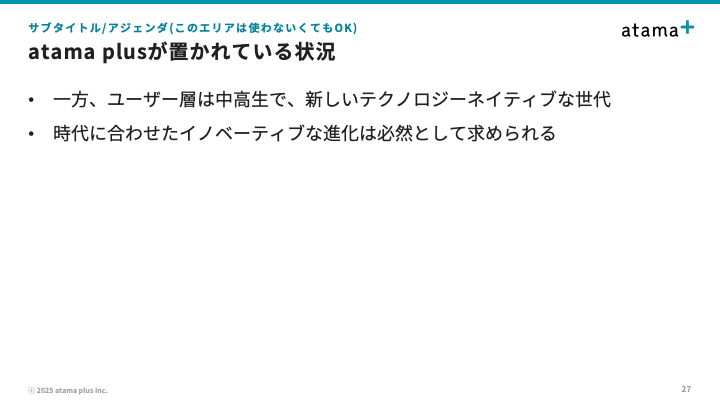 サブタイトル/アジェンダ(このエリアは使わないくてもOK)
atama+
atama plusが置かれている状況
• 一方、ユーザー層は中高生で、新しいテクノロジーネイティブな世代
• 時代に合わせたイノベーティブな進化は必然として求められる
ⓒ 2025 atama plus Inc.
27